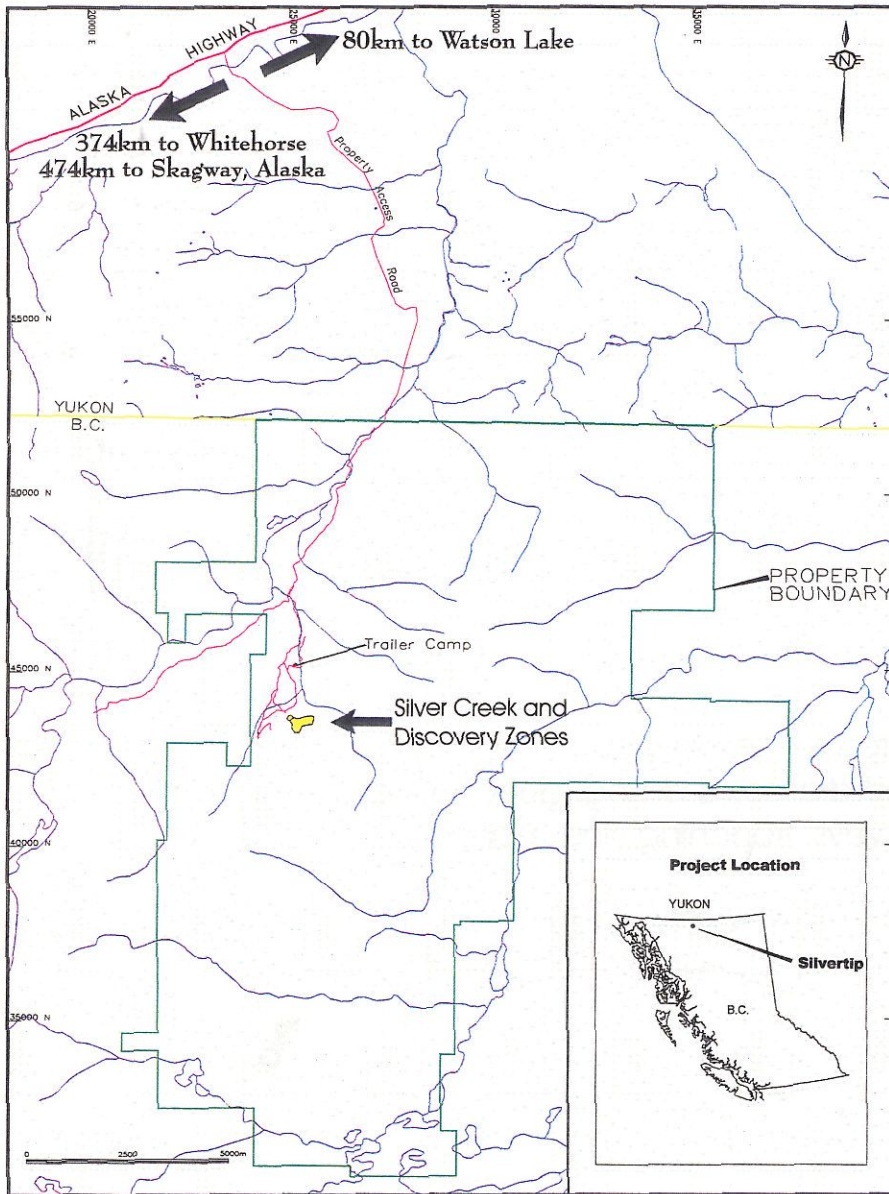 20000 E
25000 E
10000 E
15000 E
ALASKA HIGHWAY
80km to Watson Lake
N
374km to Whitehorse
474km to Skagway, Alaska
Property Access Road
55000 N
YUKON
B.C.
50000 N
PROPERTY
BOUNDARY
45000 N
Trailer Camp
Silver Creek and
Discovery Zones
40000 N
Project Location
YUKON
Silvertip
B.C.
35000 N
0 2500 5000m